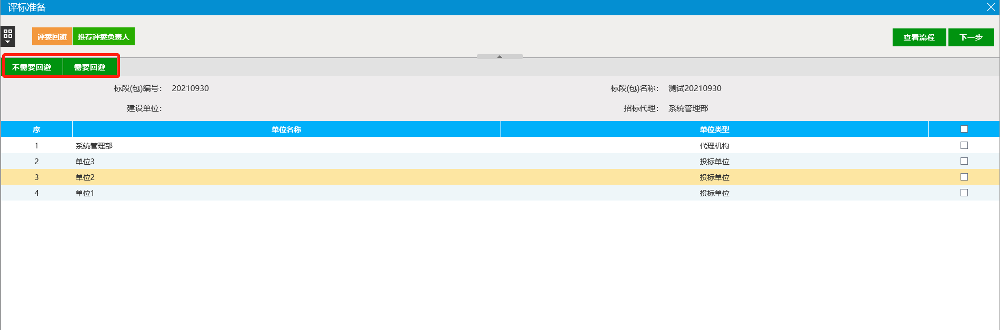 评标准备
评委回避 推荐评委负责人 查看流程 下一步
不需要回避 需要回避
标段(包)编号： 20210930 标段(包)名称： 测试20210930
建设单位： 招标代理： 系统管理部
序 单位名称 单位类型
1 系统管理部 代理机构
2 单位3 投标单位
3 单位2 投标单位
4 单位1 投标单位